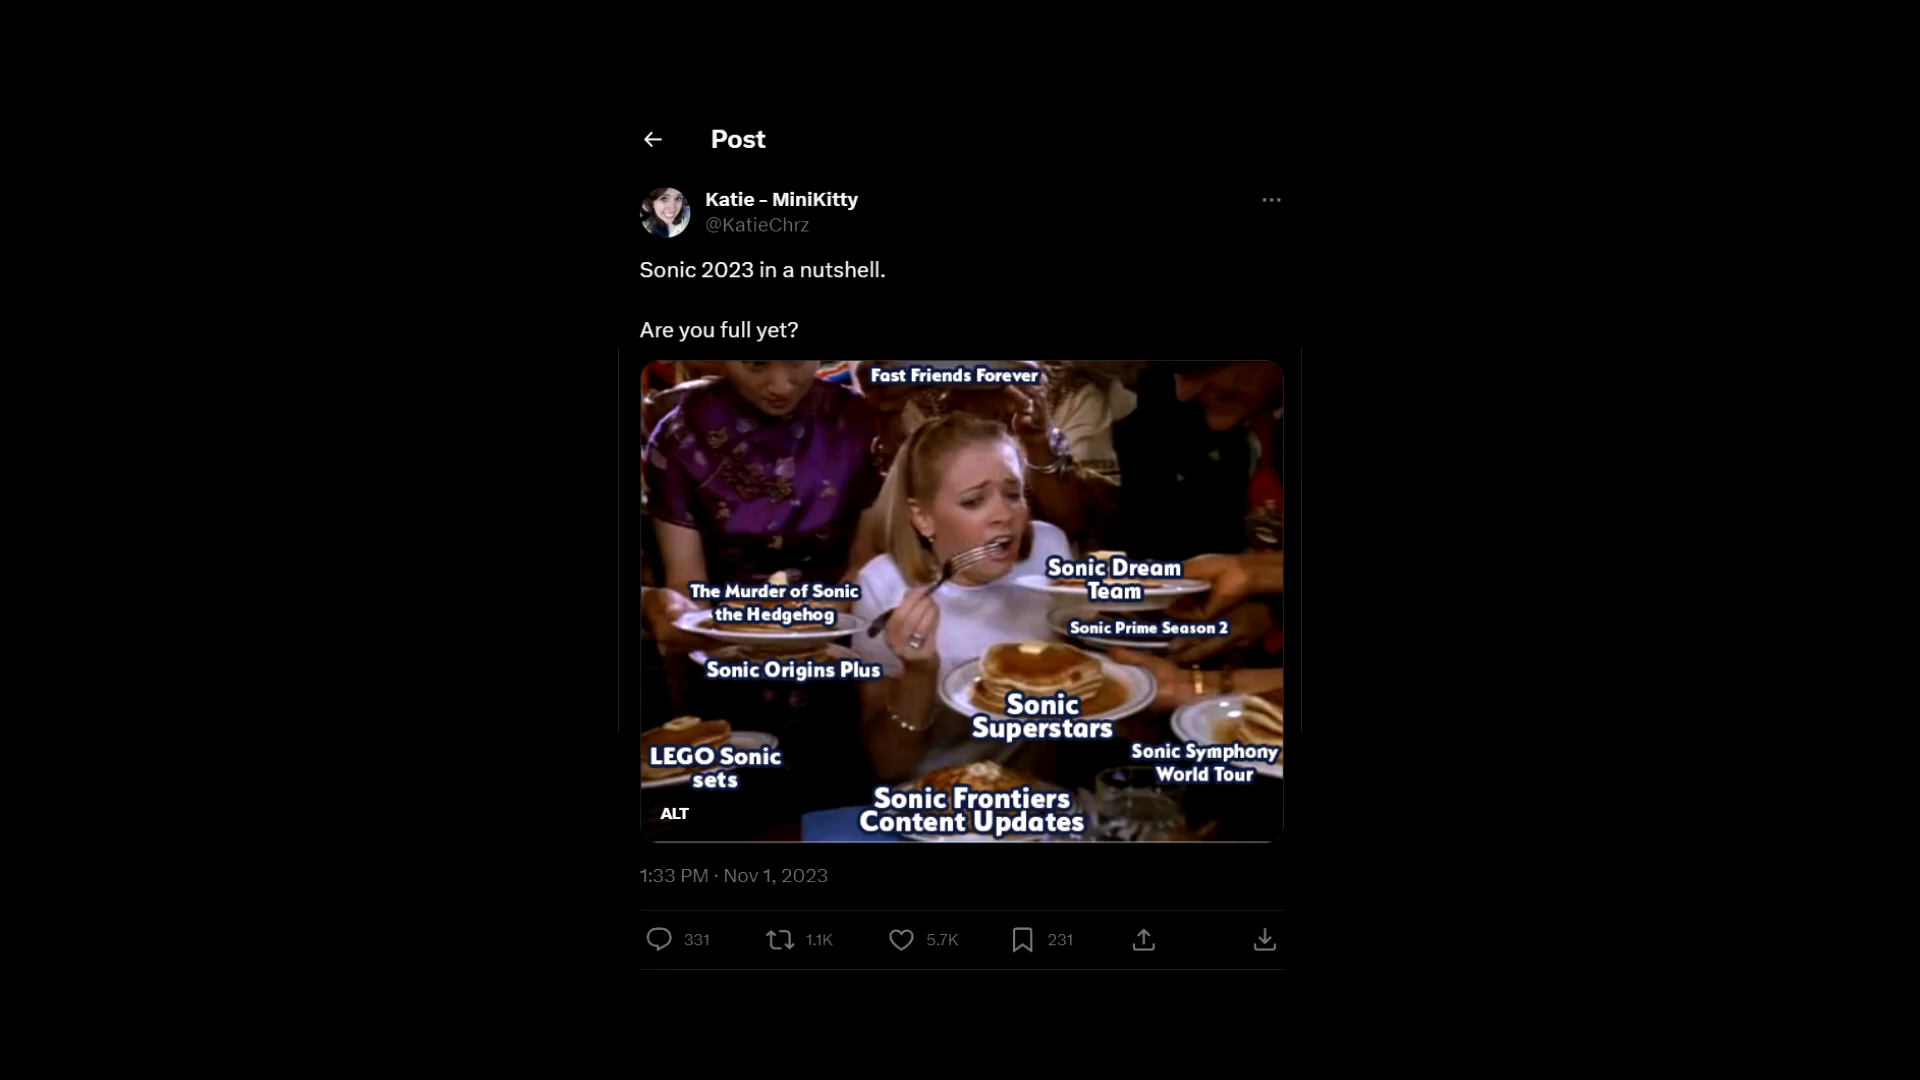 Post
Katie - MiniKitty
@KatieChrz
Sonic 2023 in a nutshell.
Are you full yet?
Fast Friends Forever
Sonic Dream
Team
The Murder of Sonic
the Hedgehog
Sonic Prime Season 2
Sonic Origins Plus
Sonic
Superstars
LEGO Sonic
sets
Sonic Symphony
World Tour
Sonic Frontiers
Content Updates
ALT
1:33 PM · Nov 1, 2023
331
1.1K
5.7K
231